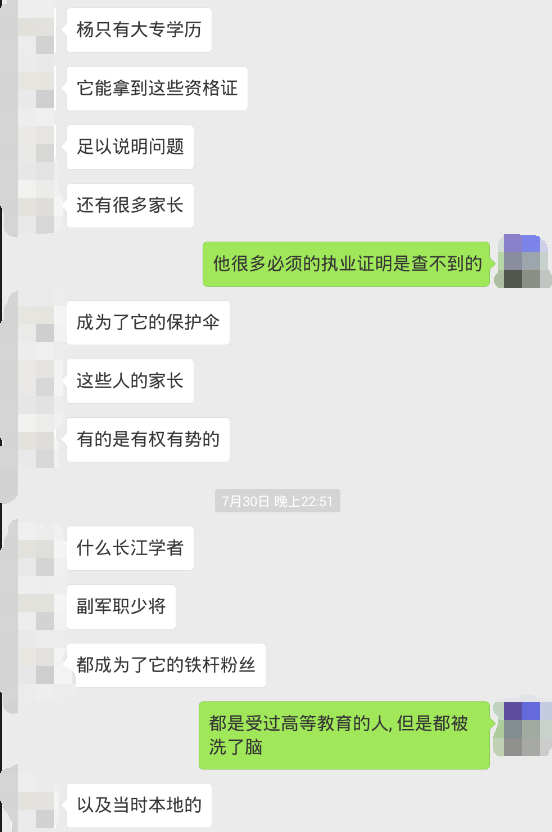 杨只有大专学历
它能拿到这些资格证
足以说明问题
还有很多家长
他很多必须的执业证明是查不到的
成为了它的保护伞
这些人的家长
有的是有权有势的
7月30日 晚上22:51
什么长江学者
副军职少将
都成为了它的铁杆粉丝
都是受过高等教育的人, 但是都被
洗了脑
以及当时本地的